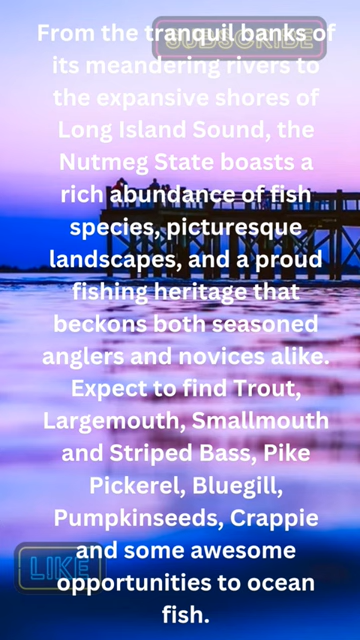 SUBSCRIBE
From the tranquil banks of
its meandering rivers to
the expansive shores of
Long Island Sound, the
Nutmeg State boasts a
rich abundance of fish
species, picturesque
landscapes, and a proud
fishing heritage that
beckons both seasoned
anglers and novices alike.
Expect to find Trout,
Largemouth, Smallmouth
and Striped Bass, Pike
Pickerel, Bluegill,
Pumpkinseeds, Crappie
and some awesome
opportunities to ocean
fish.
LIKE